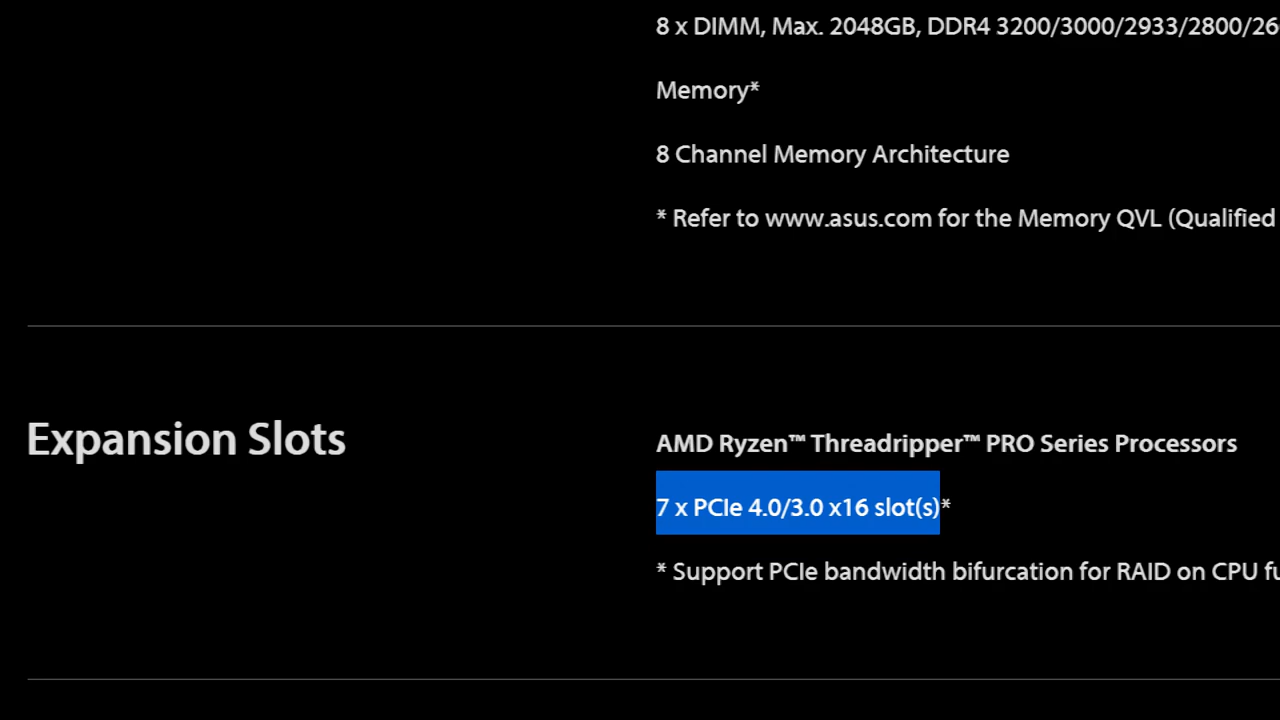 8 x DIMM, Max. 2048GB, DDR4 3200/3000/2933/2800/26
Memory*
8 Channel Memory Architecture
* Refer to www.asus.com for the Memory QVL (Qualified
Expansion Slots
AMD Ryzen™ Threadripper™ PRO Series Processors
7 x PCIe 4.0/3.0 x16 slot(s)*
* Support PCIe bandwidth bifurcation for RAID on CPU fu